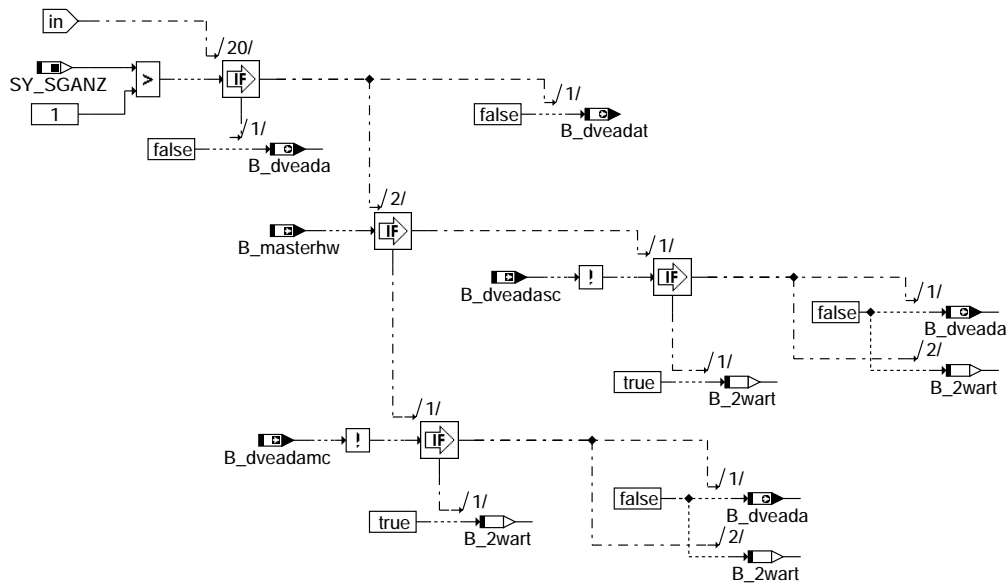 in
/20/
SY_SGANZ
>
IF
1
/1/
false
B_dveada
/1/
false
B_dveadat
/2/
B_masterhw
IF
/1/
B_dveadasc
!
IF
/1/
false
B_dveada
/2/
B_2wart
/1/
true
B_2wart
/1/
B_dveadamc
!
IF
/1/
false
B_dveada
/2/
B_2wart
/1/
true
B_2wart